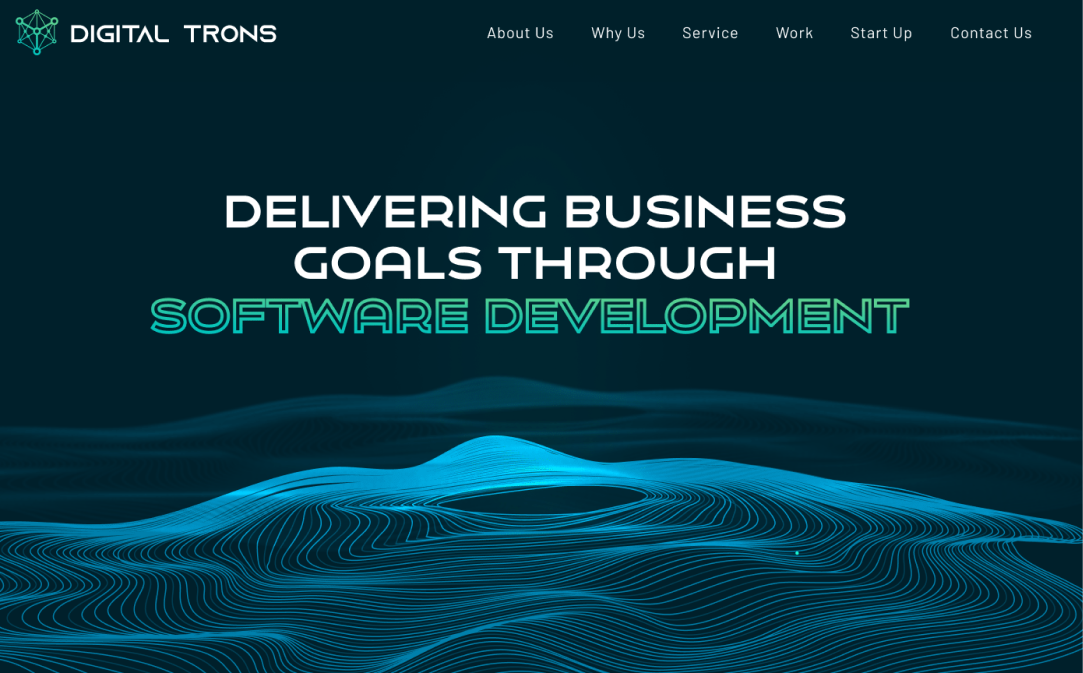 DIGITAL TRONS
About Us
Why Us
Service
Work
Start Up
Contact Us
DELIVERING BUSINESS
GOALS THROUGH
SOFTWARE DEVELOPMENT